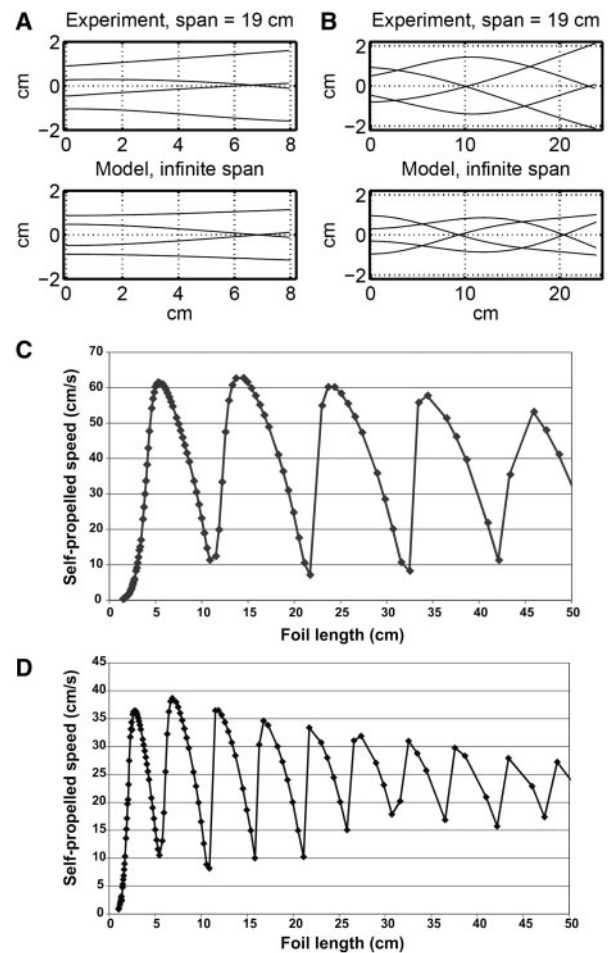 A
Experiment, span = 19 cm
2
0
−2
cm
0 2 4 6 8
Model, infinite span
2
0
−2
cm
0 2 4 6 8
cm
B
Experiment, span = 19 cm
2
0
−2
0 10 20
Model, infinite span
2
0
−2
0 10 20
cm
C
Self-propelled speed (cm/s)
70
60
50
40
30
20
10
0
0 5 10 15 20 25 30 35 40 45 50
Foil length (cm)
D
Self-propelled speed (cm/s)
45
40
35
30
25
20
15
10
5
0
0 5 10 15 20 25 30 35 40 45 50
Foil length (cm)